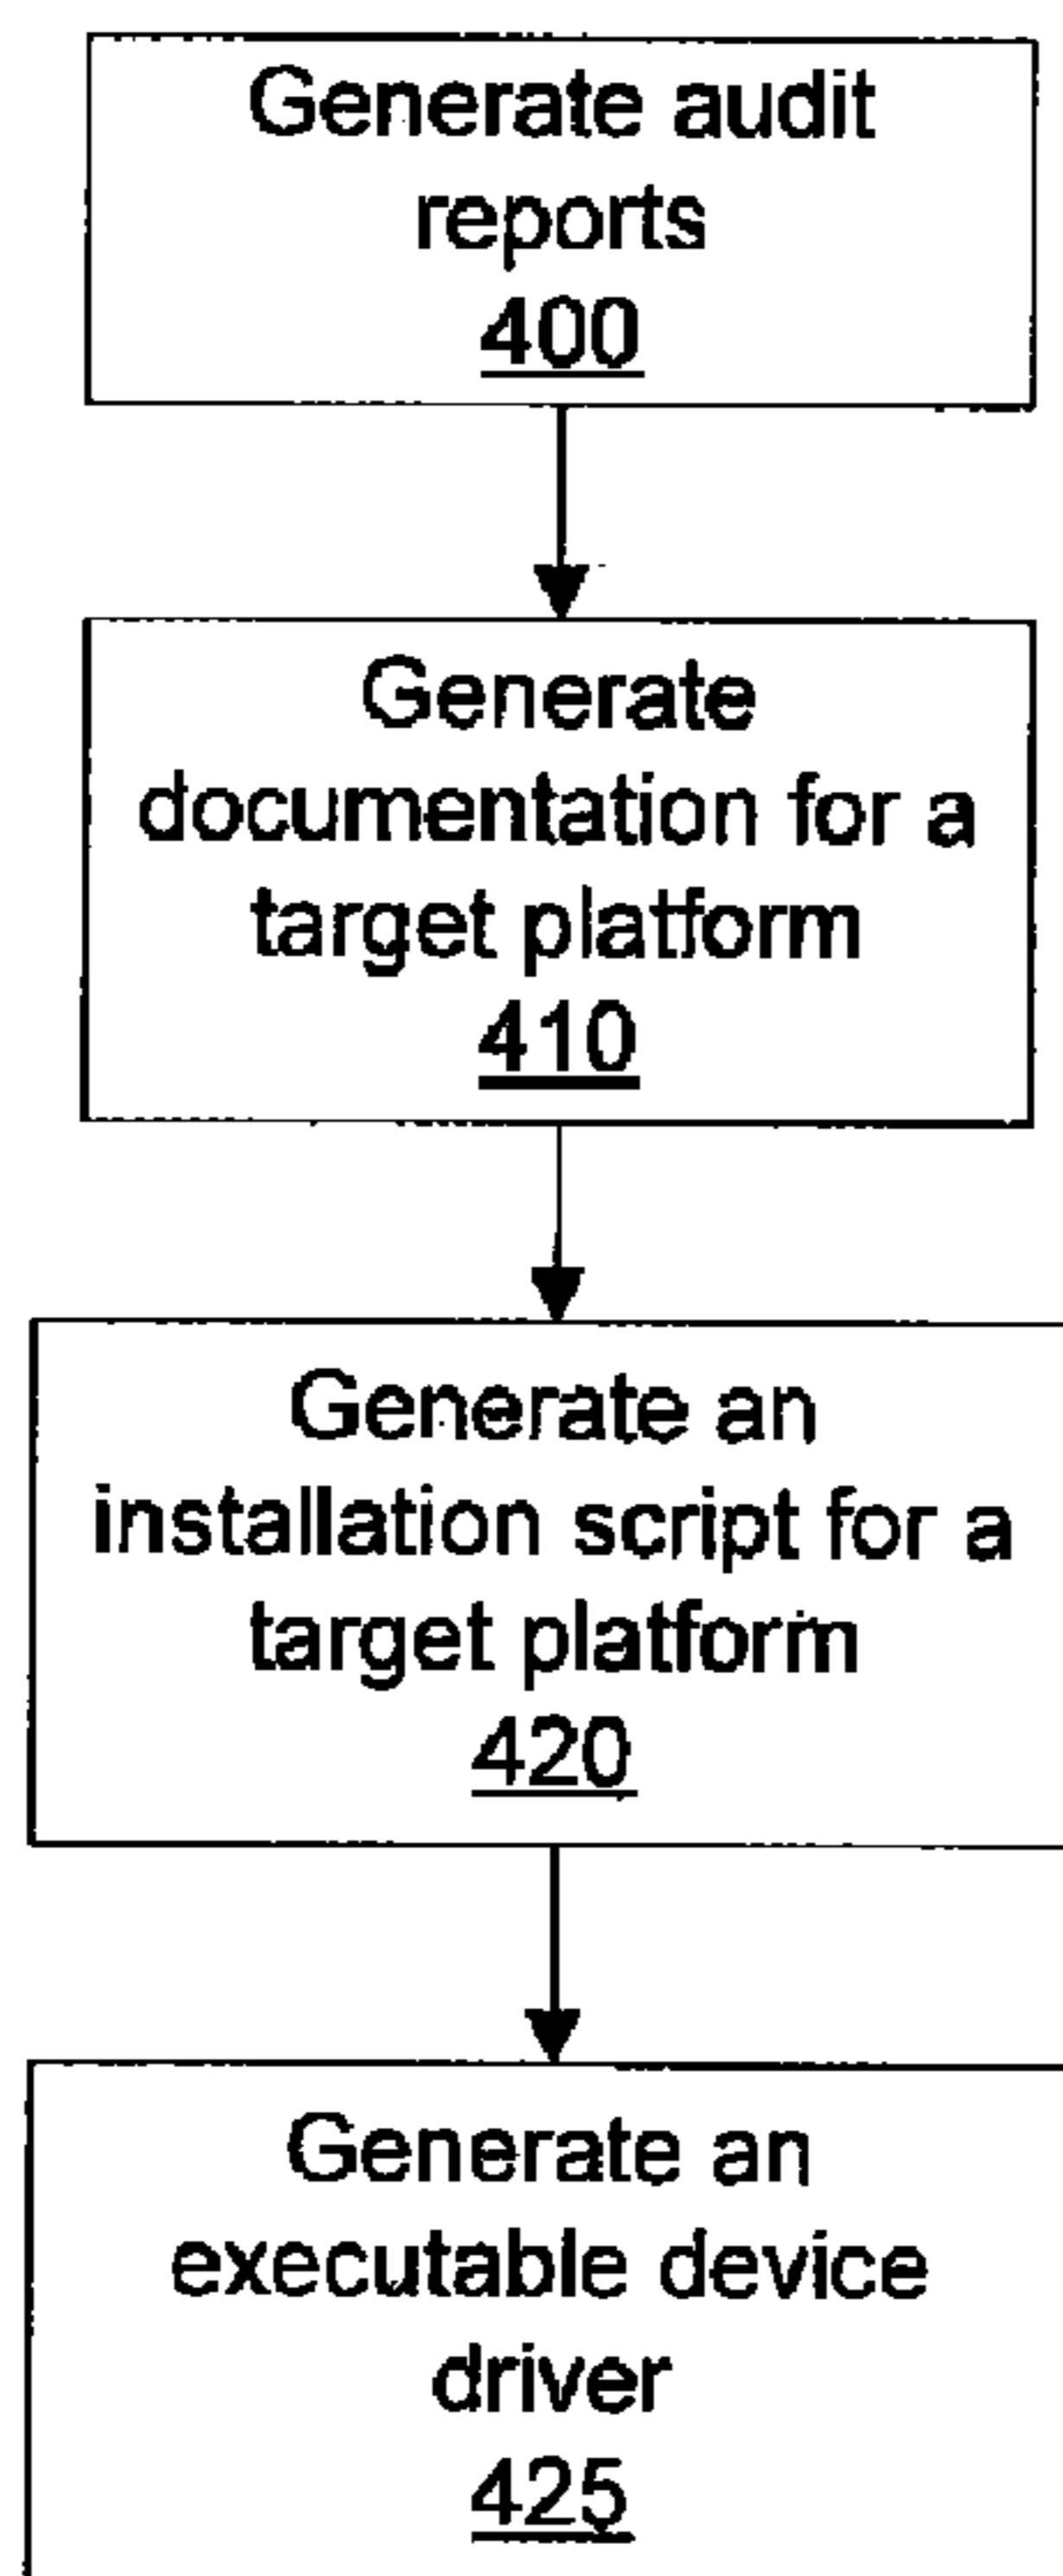 Generate audit
reports
400
Generate
documentation for a
target platform
410
Generate an
installation script for a
target platform
420
Generate an
executable device
driver
425